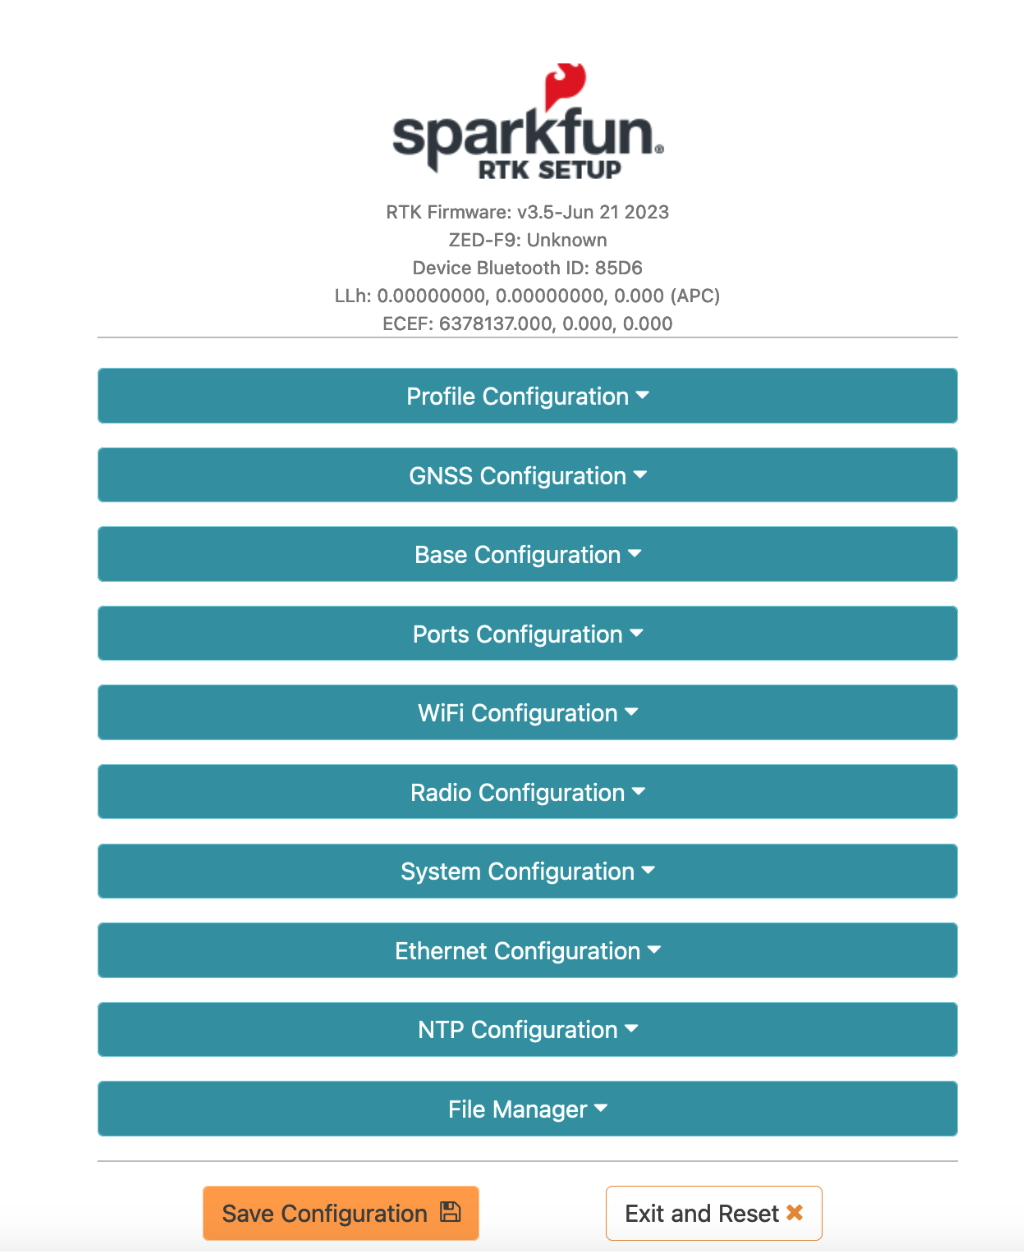 sparkfun®
RTK SETUP
RTK Firmware: v3.5-Jun 21 2023
ZED-F9: Unknown
Device Bluetooth ID: 85D6
LLh: 0.00000000, 0.00000000, 0.000 (APC)
ECEF: 6378137.000, 0.000, 0.000
Profile Configuration
GNSS Configuration
Base Configuration
Ports Configuration
WiFi Configuration
Radio Configuration
System Configuration
Ethernet Configuration
NTP Configuration
File Manager
Save Configuration
Exit and Reset